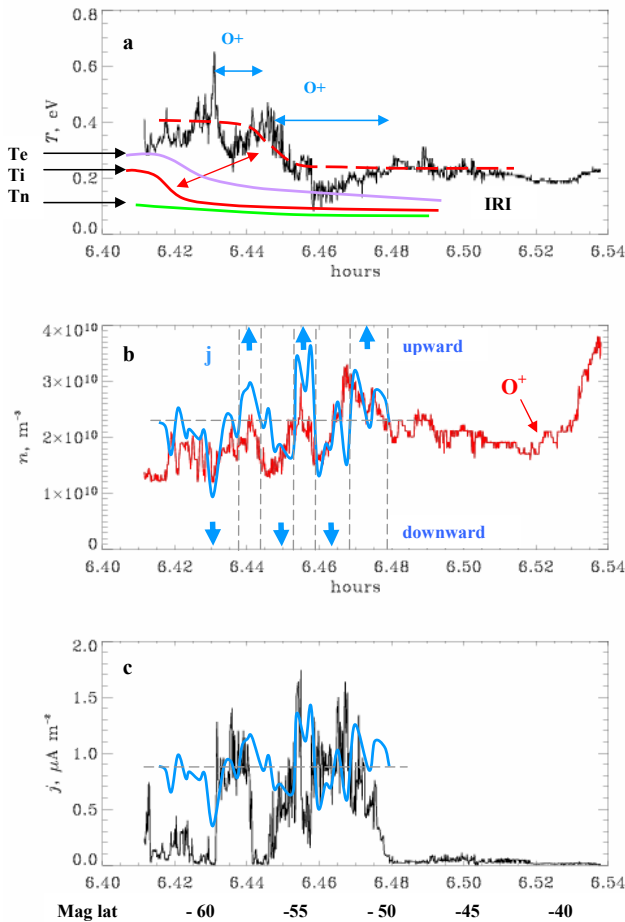 0.8
a
O+
0.6
O+
T, eV
0.4
Te
Ti
0.2
Tn
IRI
0.0
6.40 6.42 6.44 6.46 6.48 6.50 6.52 6.54
hours
4×10¹⁰
b
j
upward
3×10¹⁰
O⁺
n, m⁻³
2×10¹⁰
1×10¹⁰
downward
0
6.40 6.42 6.44 6.46 6.48 6.50 6.52 6.54
hours
2.0
c
1.5
j, μA m⁻²
1.0
0.5
0.0
6.40 6.42 6.44 6.46 6.48 6.50 6.52 6.54
Mag lat - 60 -55 - 50 -45 -40